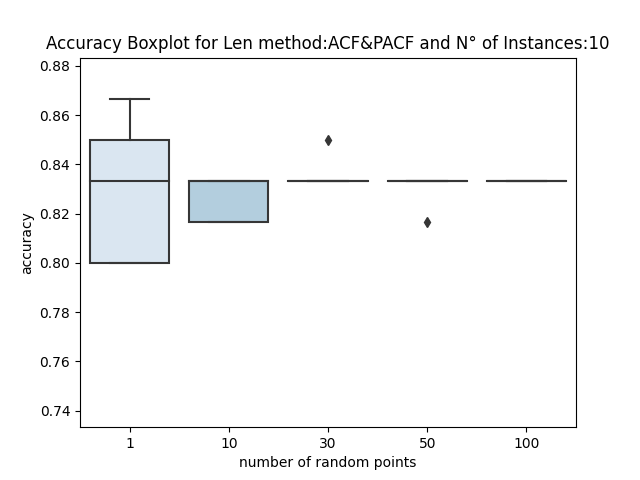 Accuracy Boxplot for Len method:ACF&PACF and N° of Instances:10
0.88
0.86
0.84
0.82
0.80
0.78
0.76
0.74
accuracy
1 10 30 50 100
number of random points